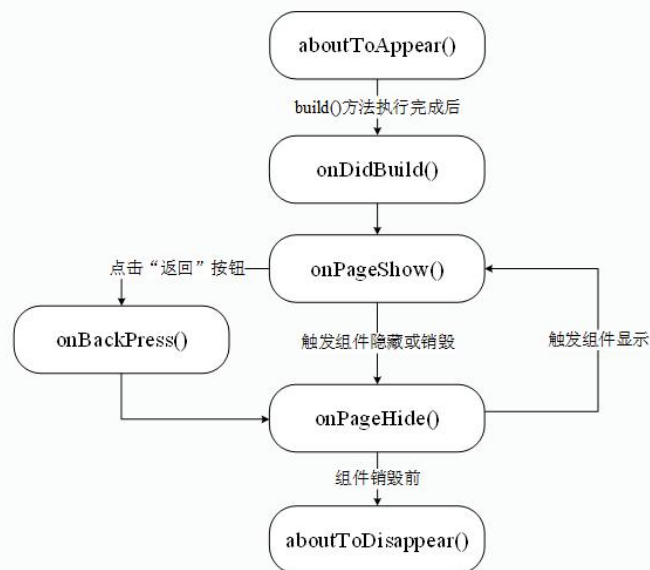 aboutToAppear()
build()方法执行完成后
onDidBuild()
点击“返回”按钮
onPageShow()
onBackPress()
触发组件隐藏或销毁
触发组件显示
onPageHide()
组件销毁前
aboutToDisappear()